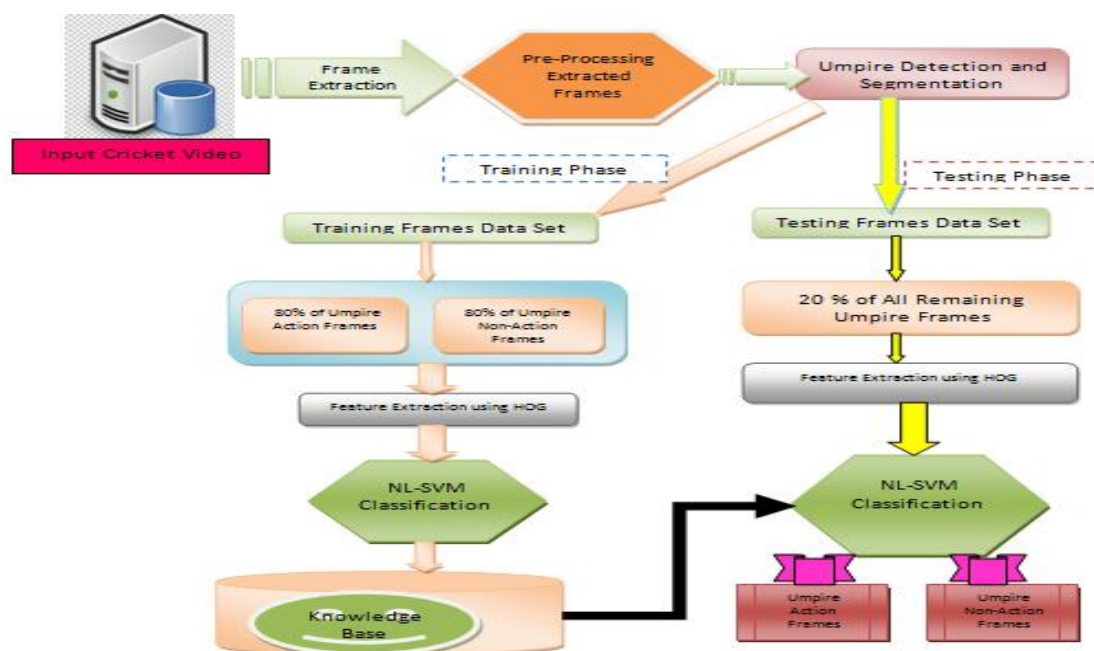 Frame
Extraction
Pre-Processing
Extracted
Frames
Umpire Detection and
Segmentation
Input Cricket Video
Training Phase
Testing Phase
Training Frames Data Set
Testing Frames Data Set
80% of Umpire
Action Frames
80% of Umpire
Non-Action
Frames
20 % of All Remaining
Umpire Frames
Feature Extraction using HOG
Feature Extraction using HOG
NL-SVM
Classification
NL-SVM
Classification
Knowledge
Base
Umpire
Action
Frames
Umpire
Non-Action
Frames